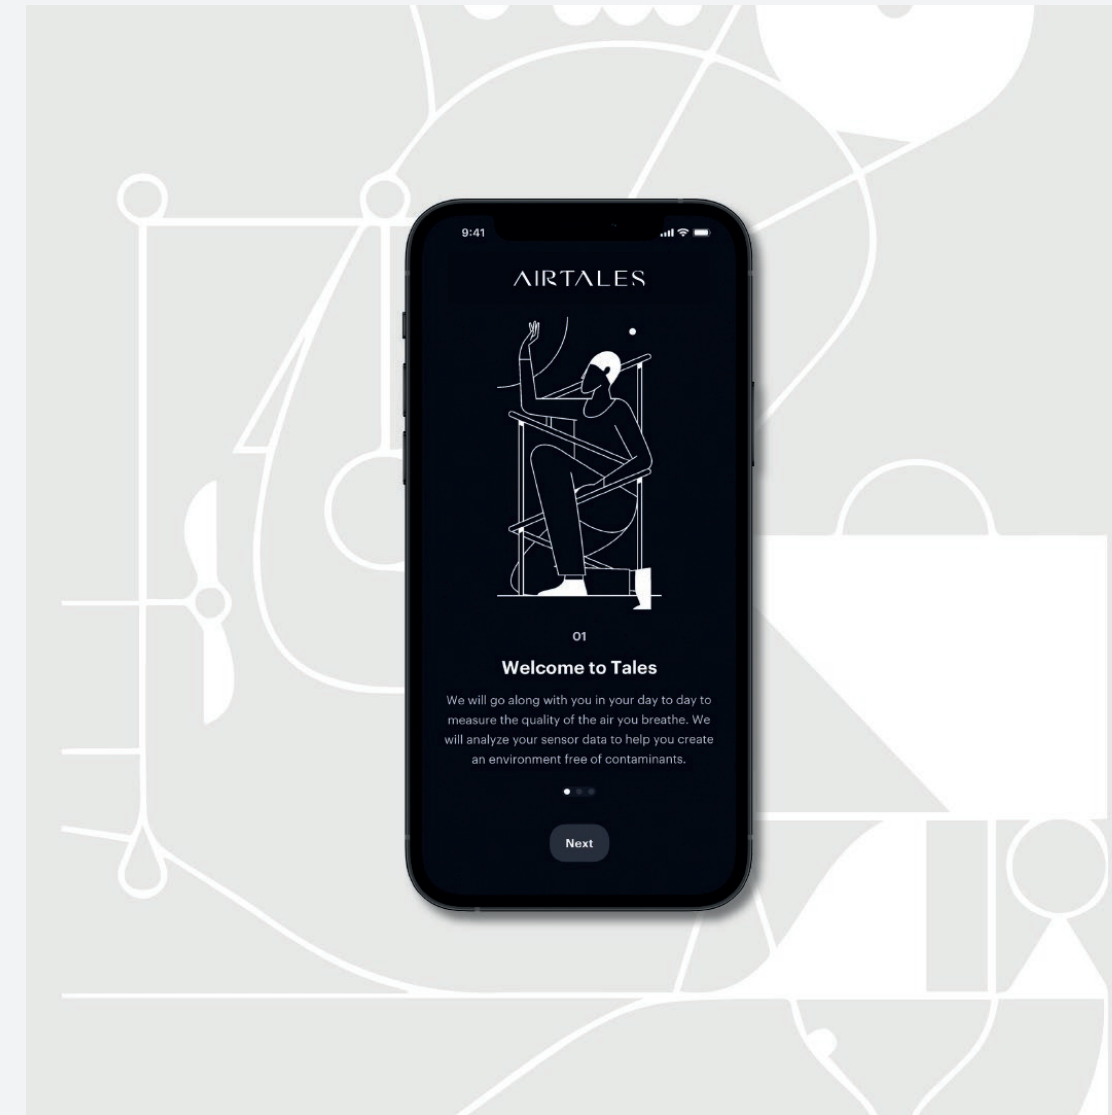 9:41
AIRTALES
01
Welcome to Tales
We will go along with you in your day to day to
measure the quality of the air you breathe. We
will analyze your sensor data to help you create
an environment free of contaminants.
Next